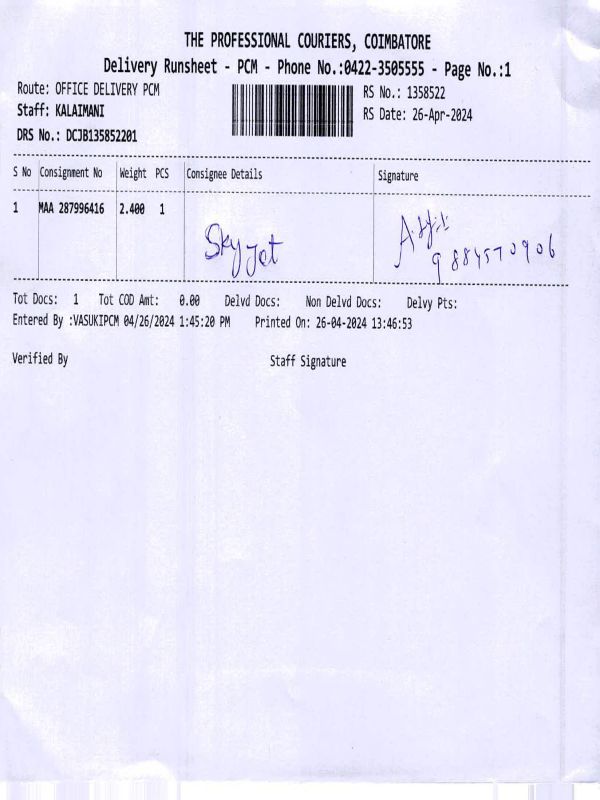 THE PROFESSIONAL COURIERS, COIMBATORE
Delivery Runsheet - PCM - Phone No.:0422-3505555 - Page No.:1
Route: OFFICE DELIVERY PCM RS No.: 1358522
Staff: KALAIMANI RS Date: 26-Apr-2024
DRS No.: DCJB135852201
S No Consignment No Weight PCS Consignee Details Signature
1 MAA 287996416 2.400 1 Sky Jet
9884570906
Tot Docs: 1 Tot COD Amt: 0.00 Delvd Docs: Non Delvd Docs: Delvy Pts:
Entered By :VASUKIPCM 04/26/2024 1:45:20 PM Printed On: 26-04-2024 13:46:53
Verified By Staff Signature